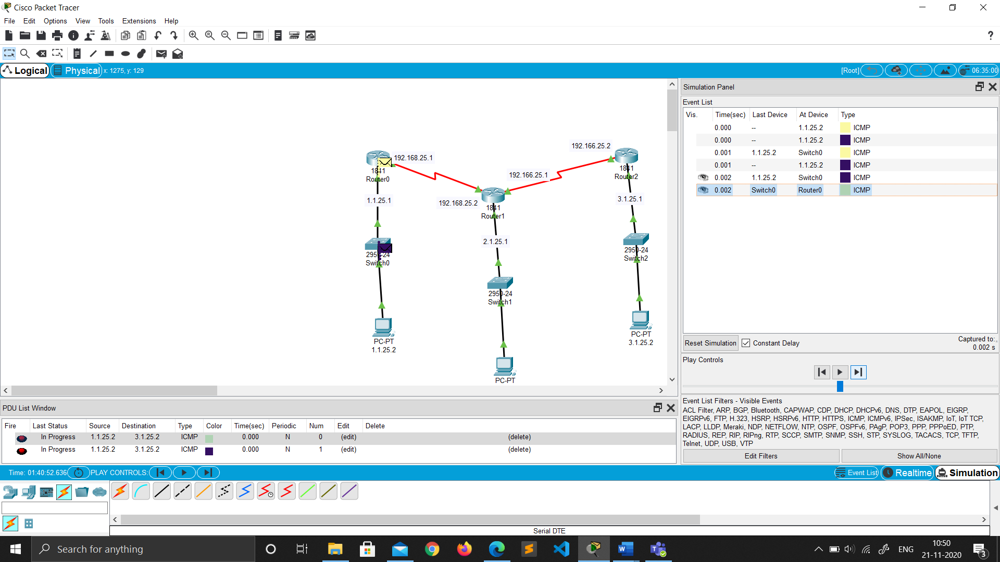 Cisco Packet Tracer
File Edit Options View Tools Extensions Help
?
Logical Physical x: 1275, y: 129 [Root] 06:35:00
Simulation Panel
Event List
Vis. Time(sec) Last Device At Device Type
0.000 -- 1.1.25.2 ICMP
0.000 -- 1.1.25.2 ICMP
0.001 1.1.25.2 Switch0 ICMP
0.001 -- 1.1.25.2 ICMP
0.002 1.1.25.2 Switch0 ICMP
0.002 Switch0 Router0 ICMP
192.166.25.2
192.168.25.1
1841
Router0
1841
Router2
192.166.25.1
1.1.25.1
192.168.25.2
3.1.25.1
1841
Router1
2.1.25.1
2950-24
Switch0
2950-24
Switch2
2950-24
Switch1
PC-PT
1.1.25.2
PC-PT
3.1.25.2
PC-PT
Reset Simulation Constant Delay Captured to:
0.002 s
Play Controls
Event List Filters - Visible Events
ACL Filter, ARP, BGP, Bluetooth, CAPWAP, CDP, DHCP, DHCPv6, DNS, DTP, EAPOL, EIGRP,
EIGRPv6, FTP, H.323, HSRP, HSRPv6, HTTP, HTTPS, ICMP, ICMPv6, IPSec, ISAKMP, IoT, IoT TCP,
LACP, LLDP, Meraki, NDP, NETFLOW, NTP, OSPF, OSPFv6, PAgP, POP3, PPP, PPPoED, PTP,
RADIUS, REP, RIP, RIPng, RTP, SCCP, SMTP, SNMP, SSH, STP, SYSLOG, TACACS, TCP, TFTP,
Telnet, UDP, USB, VTP
Edit Filters Show All/None
PDU List Window
Fire Last Status Source Destination Type Color Time(sec) Periodic Num Edit Delete
In Progress 1.1.25.2 3.1.25.2 ICMP 0.000 N 0 (edit) (delete)
In Progress 1.1.25.2 3.1.25.2 ICMP 0.000 N 1 (edit) (delete)
Time: 01:40:52.636 PLAY CONTROLS: Event List Realtime Simulation
Serial DTE
Search for anything
ENG
10:50
21-11-2020
3